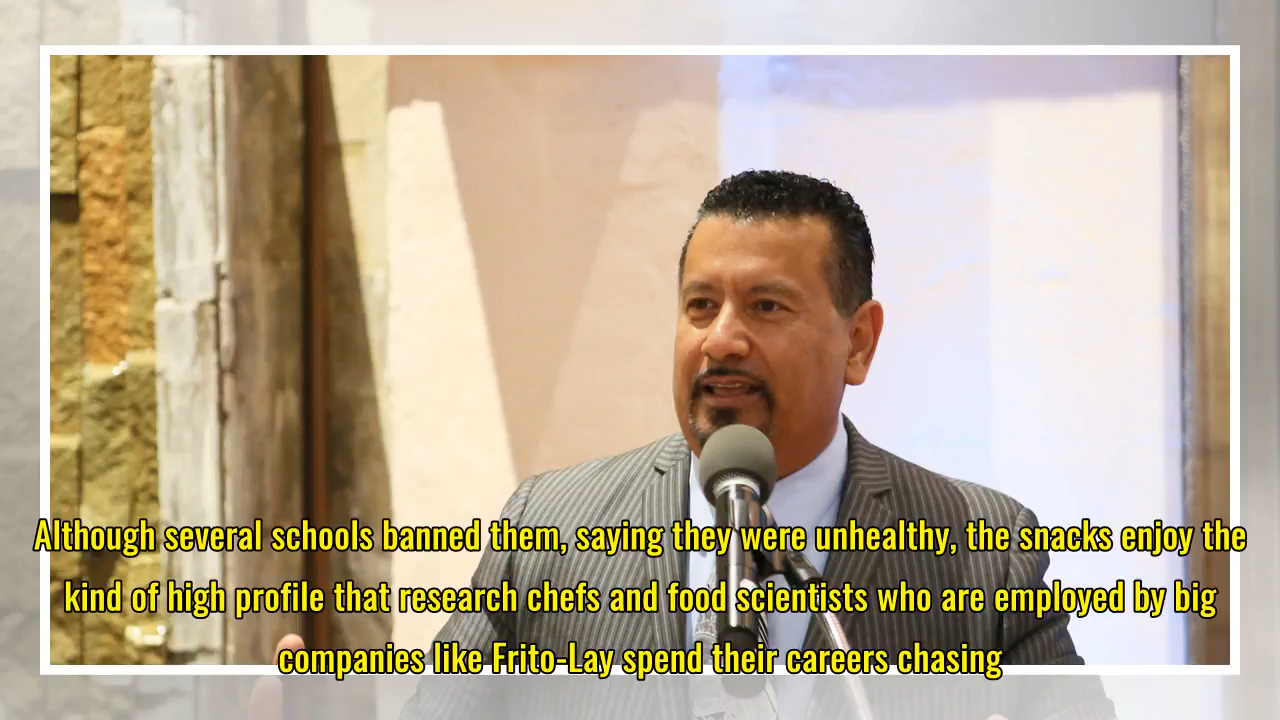 Although several schools banned them, saying they were unhealthy, the snacks enjoy the
kind of high profile that research chefs and food scientists who are employed by big
companies like Frito-Lay spend their careers chasing